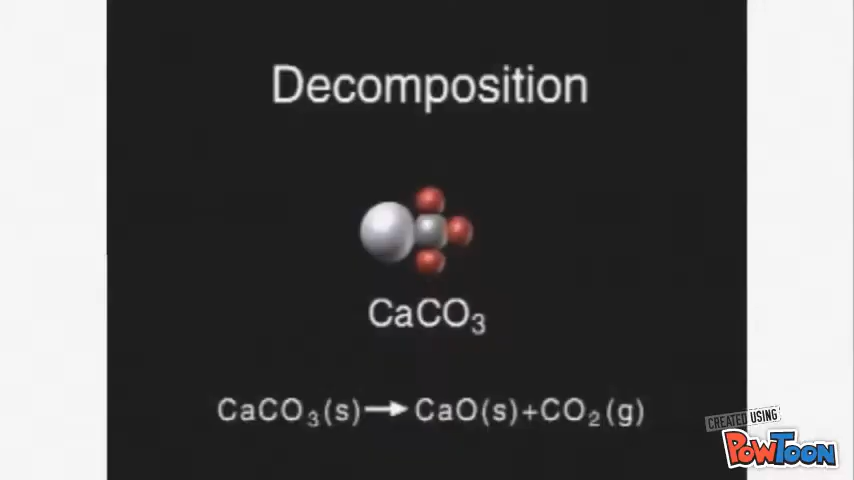 Decomposition
CaCO₃
CaCO₃(s)→CaO(s)+CO₂(g)
CREATED USING
POWTOON